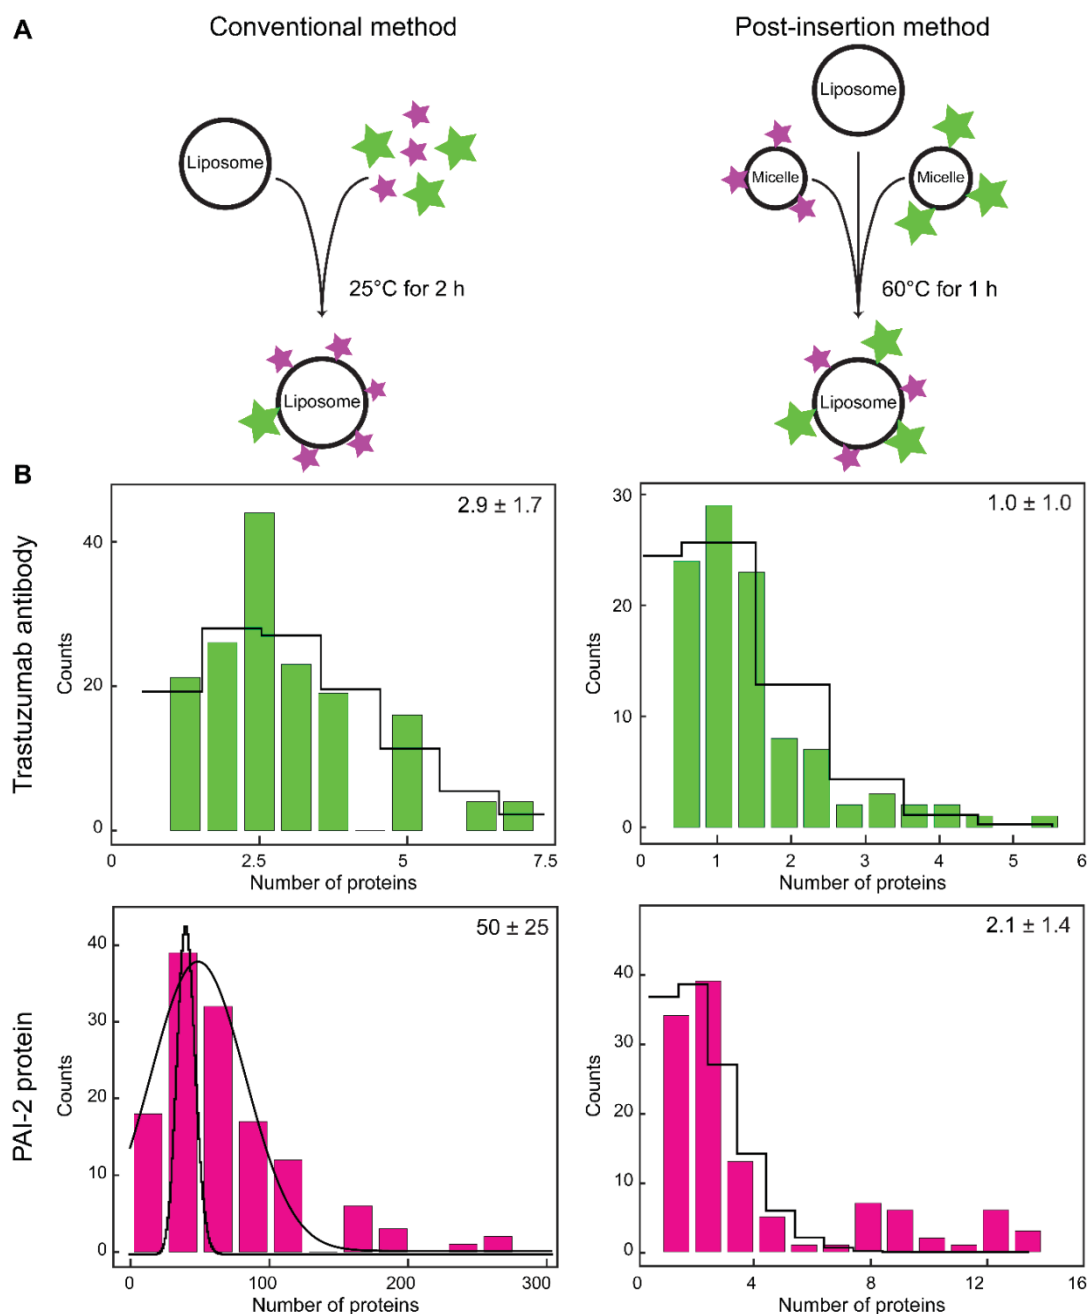 A
Conventional method
Post-insertion method
Liposome
Liposome
Micelle
Micelle
25°C for 2 h
60°C for 1 h
Liposome
Liposome
B
Trastuzumab antibody
Counts
40
20
0
2.9 ± 1.7
0
2.5
5
7.5
Number of proteins
Counts
30
20
10
0
1.0 ± 1.0
0
1
2
3
4
5
6
Number of proteins
PAI-2 protein
Counts
40
30
20
10
0
50 ± 25
0
100
200
300
Number of proteins
Counts
40
30
20
10
0
2.1 ± 1.4
0
4
8
12
16
Number of proteins